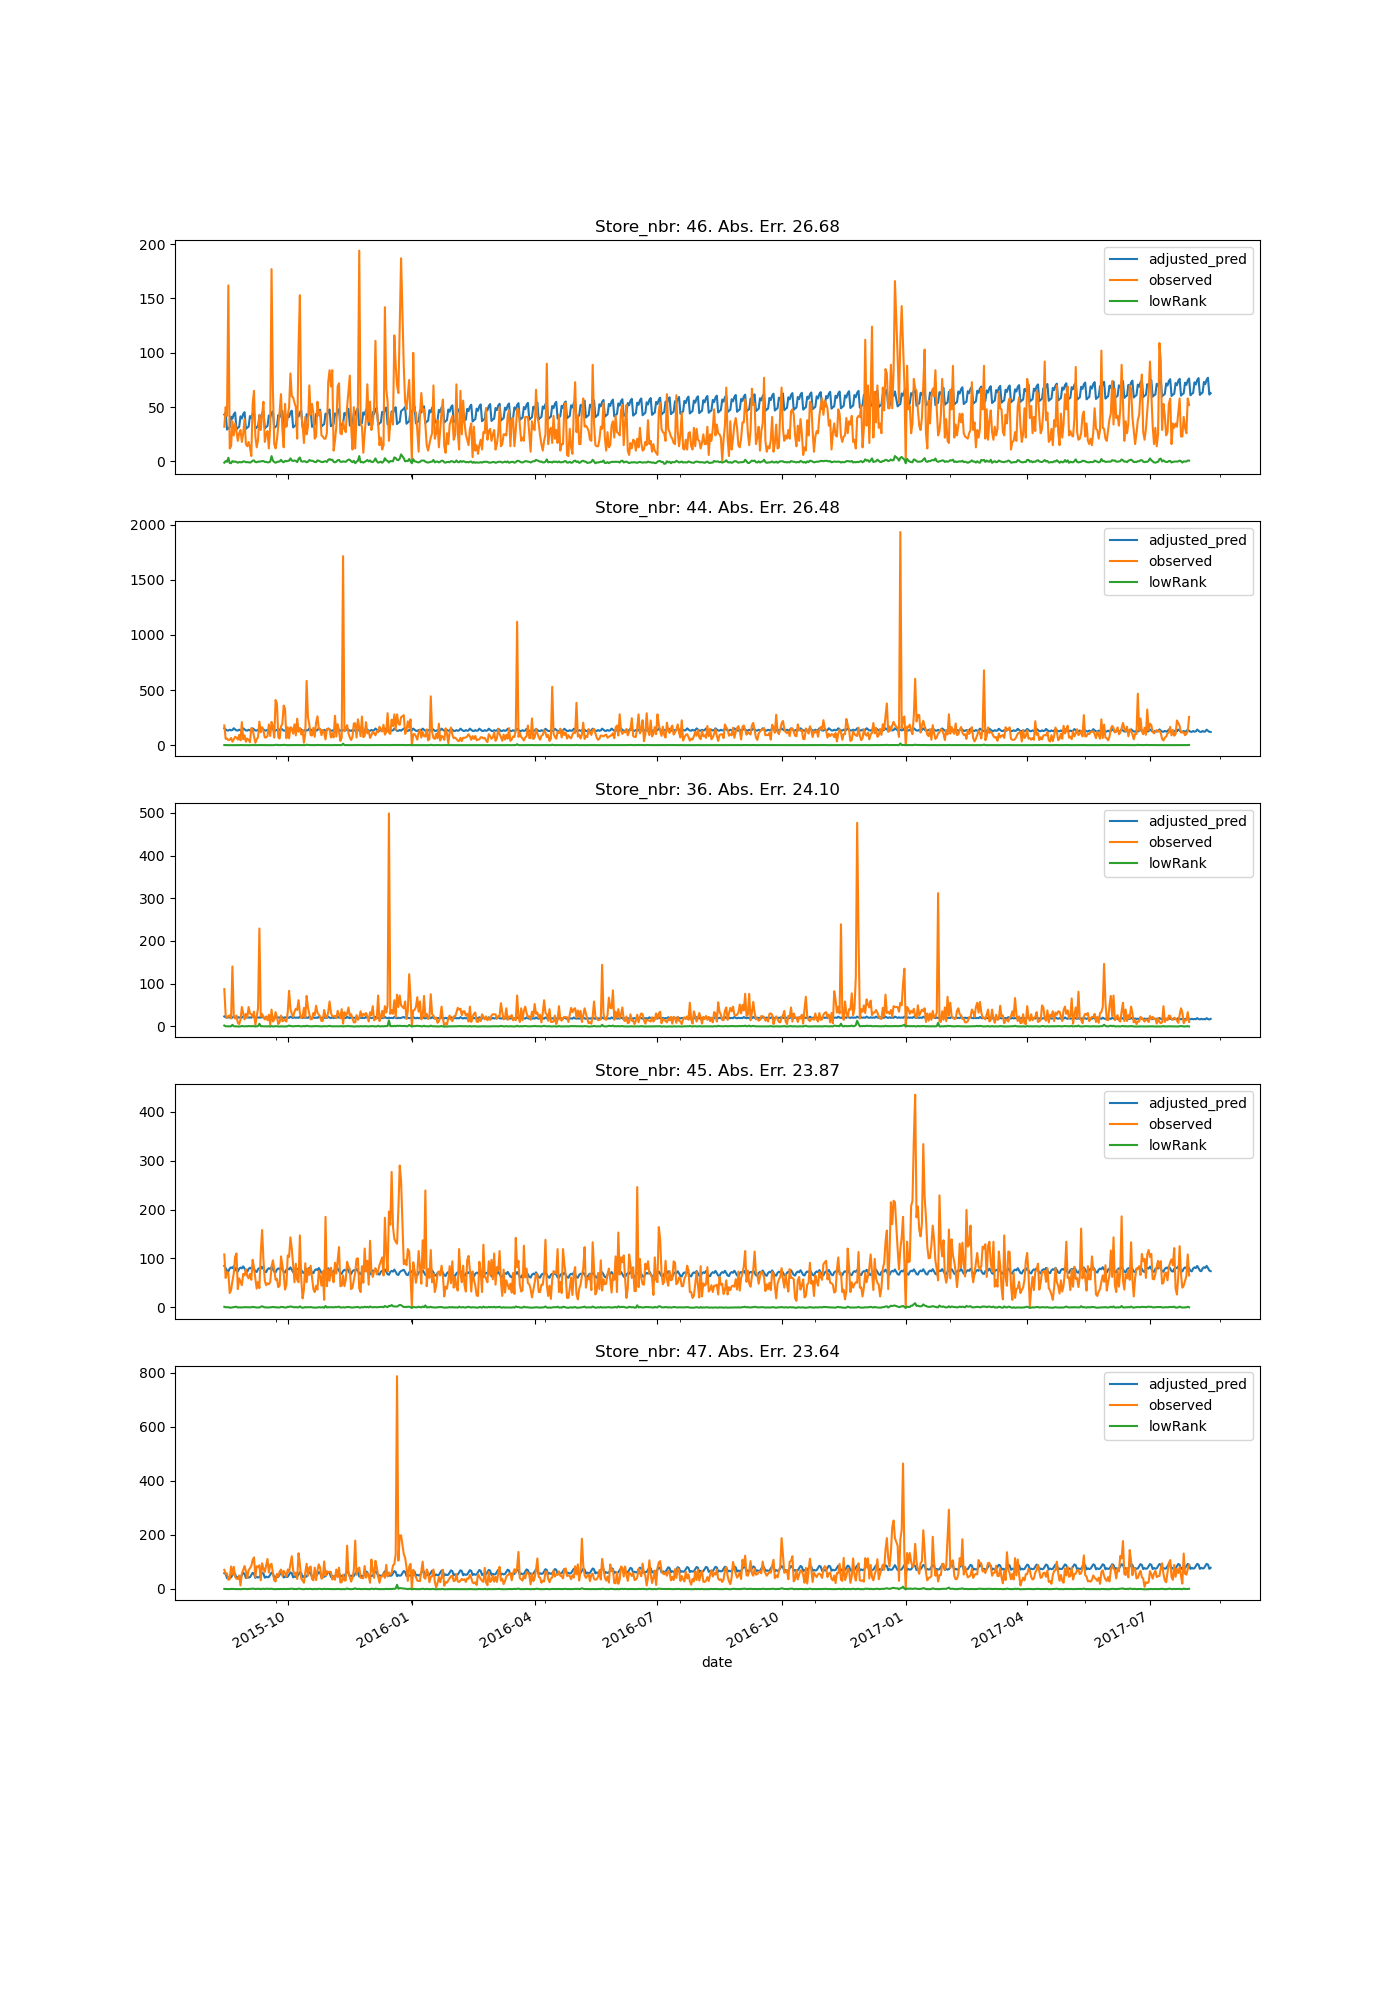 Store_nbr: 46. Abs. Err. 26.68
200
150
100
50
0
adjusted_pred
observed
lowRank
Store_nbr: 44. Abs. Err. 26.48
2000
1500
1000
500
0
adjusted_pred
observed
lowRank
Store_nbr: 36. Abs. Err. 24.10
500
400
300
200
100
0
adjusted_pred
observed
lowRank
Store_nbr: 45. Abs. Err. 23.87
400
300
200
100
0
adjusted_pred
observed
lowRank
Store_nbr: 47. Abs. Err. 23.64
800
600
400
200
0
adjusted_pred
observed
lowRank
2015-10
2016-01
2016-04
2016-07
2016-10
2017-01
2017-04
2017-07
date